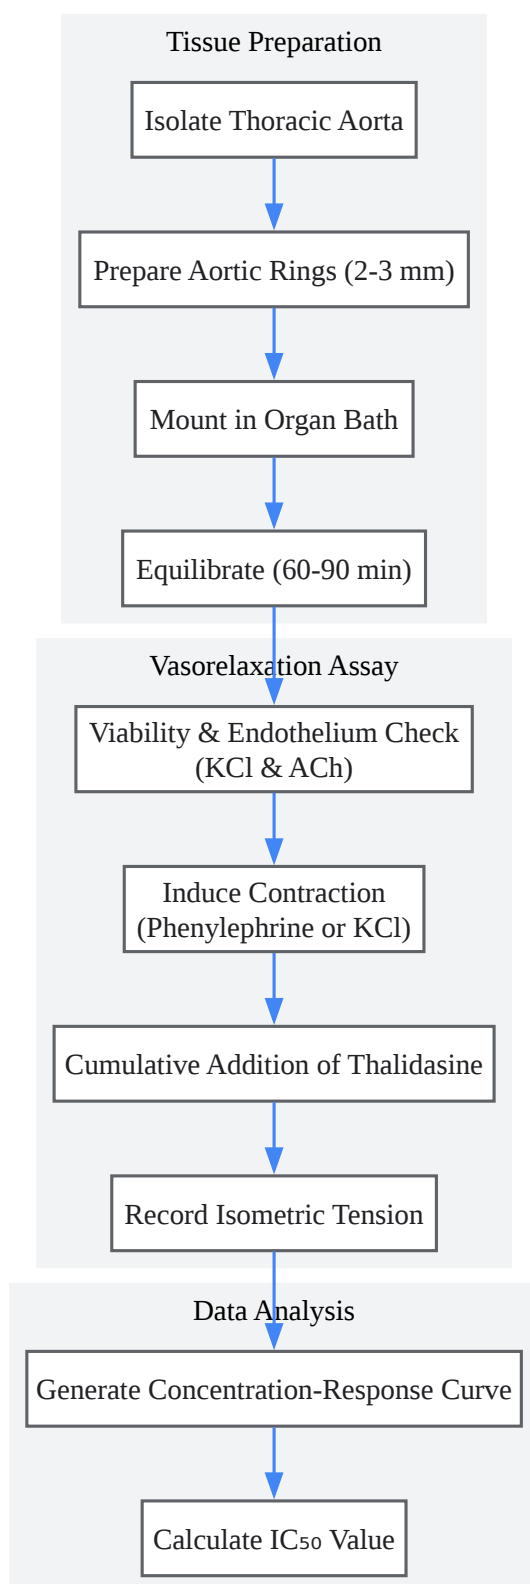 Tissue Preparation
Isolate Thoracic Aorta
Prepare Aortic Rings (2-3 mm)
Mount in Organ Bath
Equilibrate (60-90 min)
Vasorelaxation Assay
Viability & Endothelium Check
(KCl & ACh)
Induce Contraction
(Phenylephrine or KCl)
Cumulative Addition of Thalidasine
Record Isometric Tension
Data Analysis
Generate Concentration-Response Curve
Calculate IC₅₀ Value